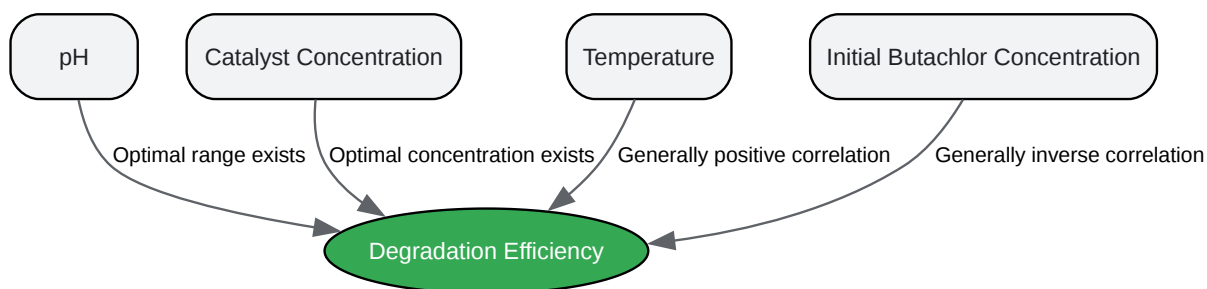 pH
Catalyst Concentration
Temperature
Initial Butachlor Concentration
Optimal range exists
Optimal concentration exists
Generally positive correlation
Generally inverse correlation
Degradation Efficiency